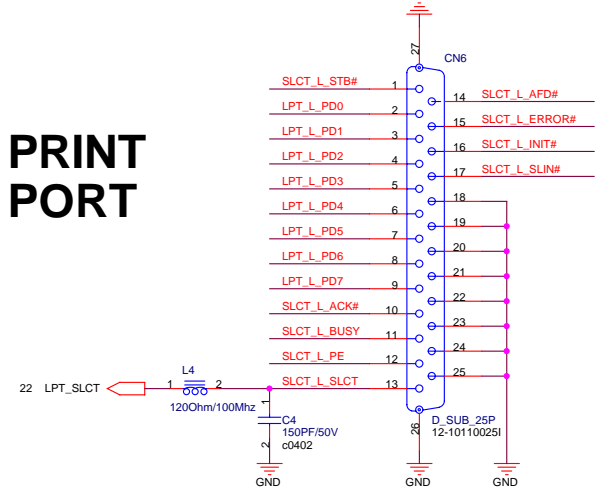 27
CN6
SLCT_L_STB# 1
14 SLCT_L_AFD#
LPT_L_PD0 2
15 SLCT_L_ERROR#
LPT_L_PD1 3
16 SLCT_L_INIT#
LPT_L_PD2 4
17 SLCT_L_SLIN#
LPT_L_PD3 5
18
LPT_L_PD4 6
19
LPT_L_PD5 7
20
LPT_L_PD6 8
21
LPT_L_PD7 9
22
SLCT_L_ACK# 10
23
SLCT_L_BUSY 11
24
SLCT_L_PE 12
25
SLCT_L_SLCT 13
PRINT
PORT
L4
22 LPT_SLCT 1 2
120Ohm/100Mhz
1
C4
150PF/50V
2 c0402
26
D_SUB_25P
12-10110025I
GND GND GND